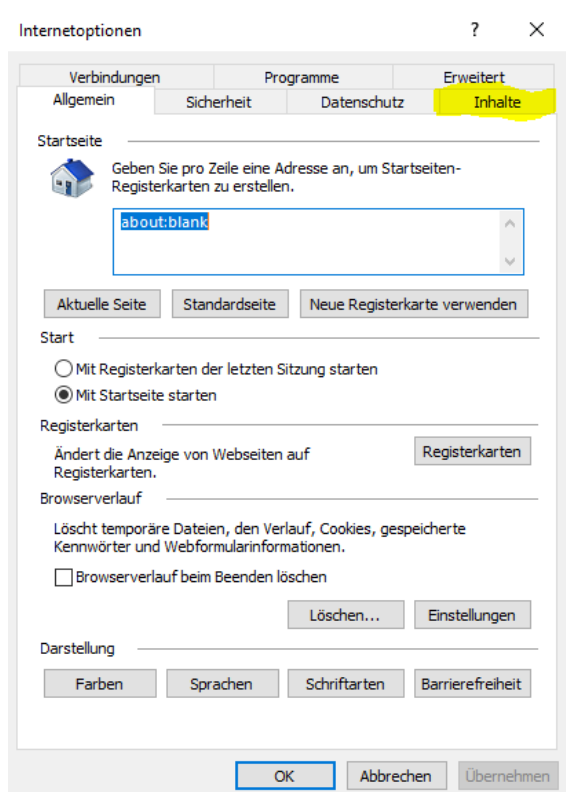 Internetoptionen
? ×
Verbindungen Programme Erweitert
Allgemein Sicherheit Datenschutz Inhalte
Startseite
Geben Sie pro Zeile eine Adresse an, um Startseiten-
Registerkarten zu erstellen.
about:blank
Aktuelle Seite Standardseite Neue Registerkarte verwenden
Start
Mit Registerkarten der letzten Sitzung starten
Mit Startseite starten
Registerkarten
Ändert die Anzeige von Webseiten auf
Registerkarten.
Registerkarten
Browserverlauf
Löscht temporäre Dateien, den Verlauf, Cookies, gespeicherte
Kennwörter und Webformularinformationen.
Browserverlauf beim Beenden löschen
Löschen... Einstellungen
Darstellung
Farben Sprachen Schriftarten Barrierefreiheit
OK Abbrechen Übernehmen